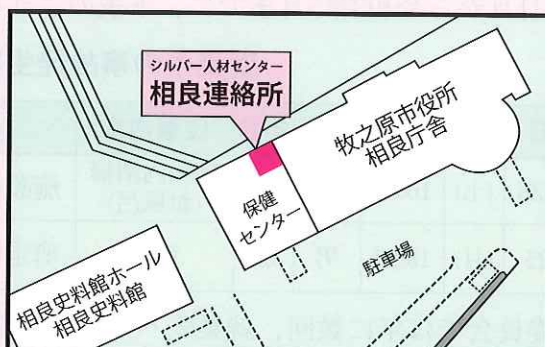 シルバー人材センター
相良連絡所
牧之原市役所
相良庁舎
保健
センター
駐車場
相良史料館ホール
相良史料館